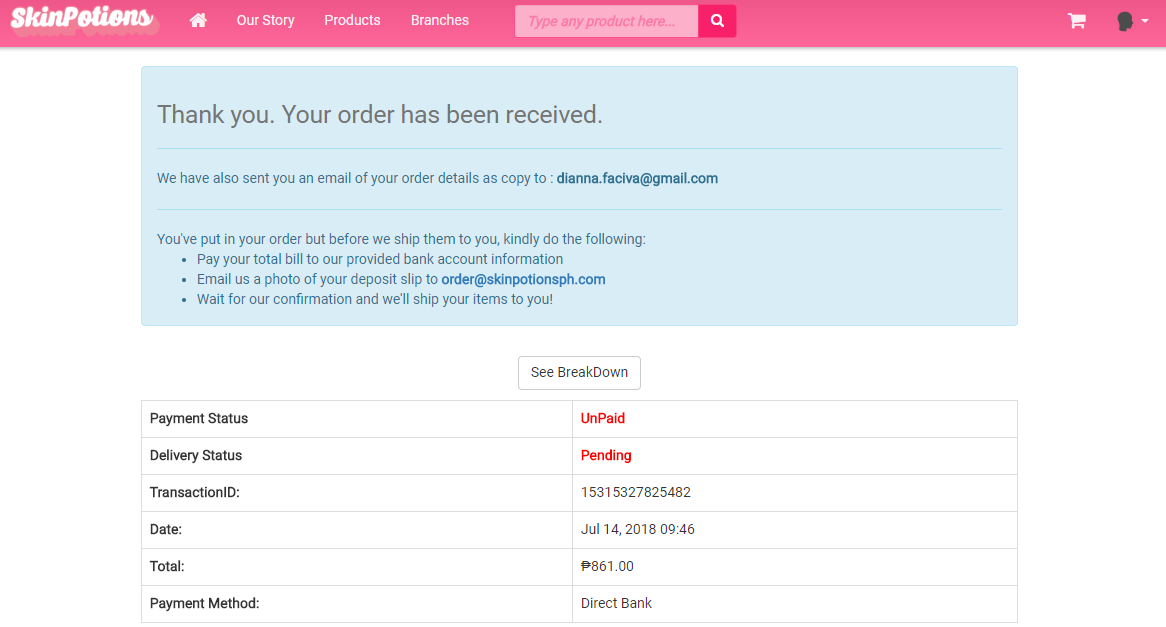 SkinPotions
Our Story
Products
Branches
Type any product here...
Thank you. Your order has been received.
We have also sent you an email of your order details as copy to : dianna.faciva@gmail.com
You've put in your order but before we ship them to you, kindly do the following:
• Pay your total bill to our provided bank account information
• Email us a photo of your deposit slip to order@skinpotionsph.com
• Wait for our confirmation and we'll ship your items to you!
See BreakDown
Payment Status UnPaid
Delivery Status Pending
TransactionID: 15315327825482
Date: Jul 14, 2018 09:46
Total: ₱861.00
Payment Method: Direct Bank